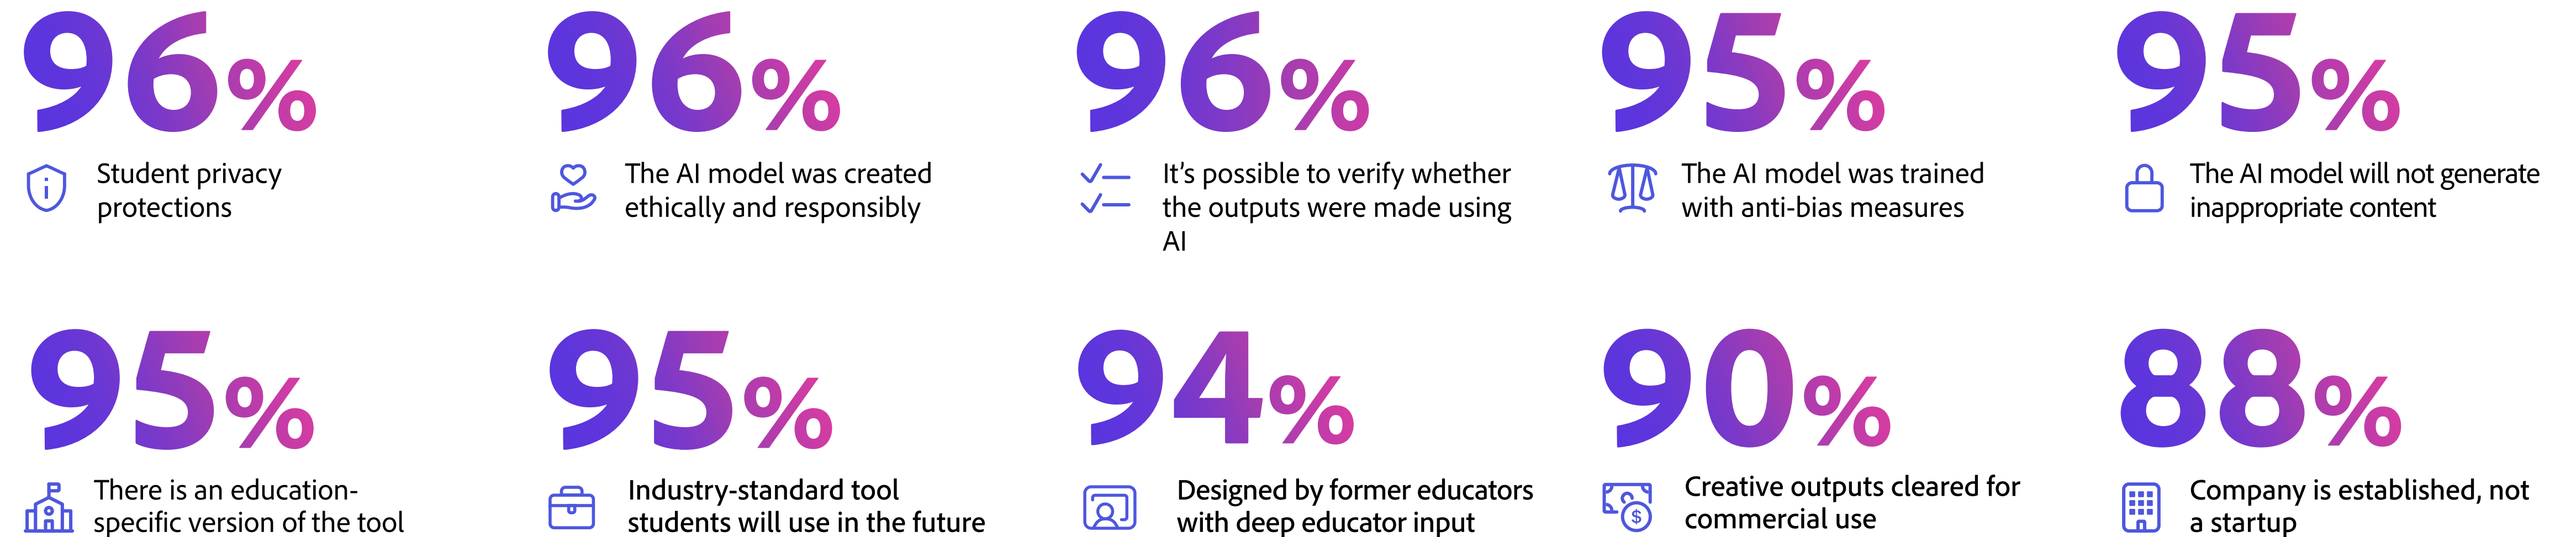 96%
Student privacy
protections
96%
The AI model was created
ethically and responsibly
96%
It’s possible to verify whether
the outputs were made using
AI
95%
The AI model was trained
with anti-bias measures
95%
The AI model will not generate
inappropriate content
95%
There is an education-
specific version of the tool
95%
Industry-standard tool
students will use in the future
94%
Designed by former educators
with deep educator input
90%
Creative outputs cleared for
commercial use
88%
Company is established, not
a startup